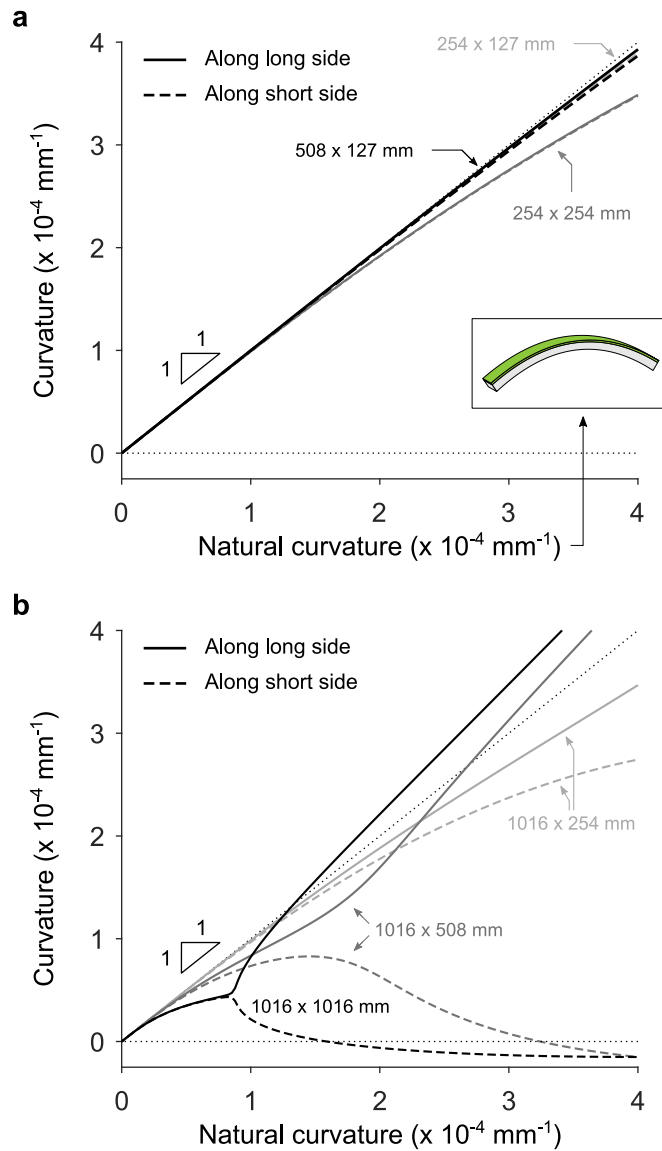 a
4
3
2
1
0
Curvature (x 10-4 mm-1)
Along long side
Along short side
254 x 127 mm
508 x 127 mm
254 x 254 mm
1
1
0
1
2
3
4
Natural curvature (x 10-4 mm-1)
b
4
3
2
1
0
Curvature (x 10-4 mm-1)
Along long side
Along short side
1016 x 254 mm
1016 x 508 mm
1016 x 1016 mm
1
1
0
1
2
3
4
Natural curvature (x 10-4 mm-1)